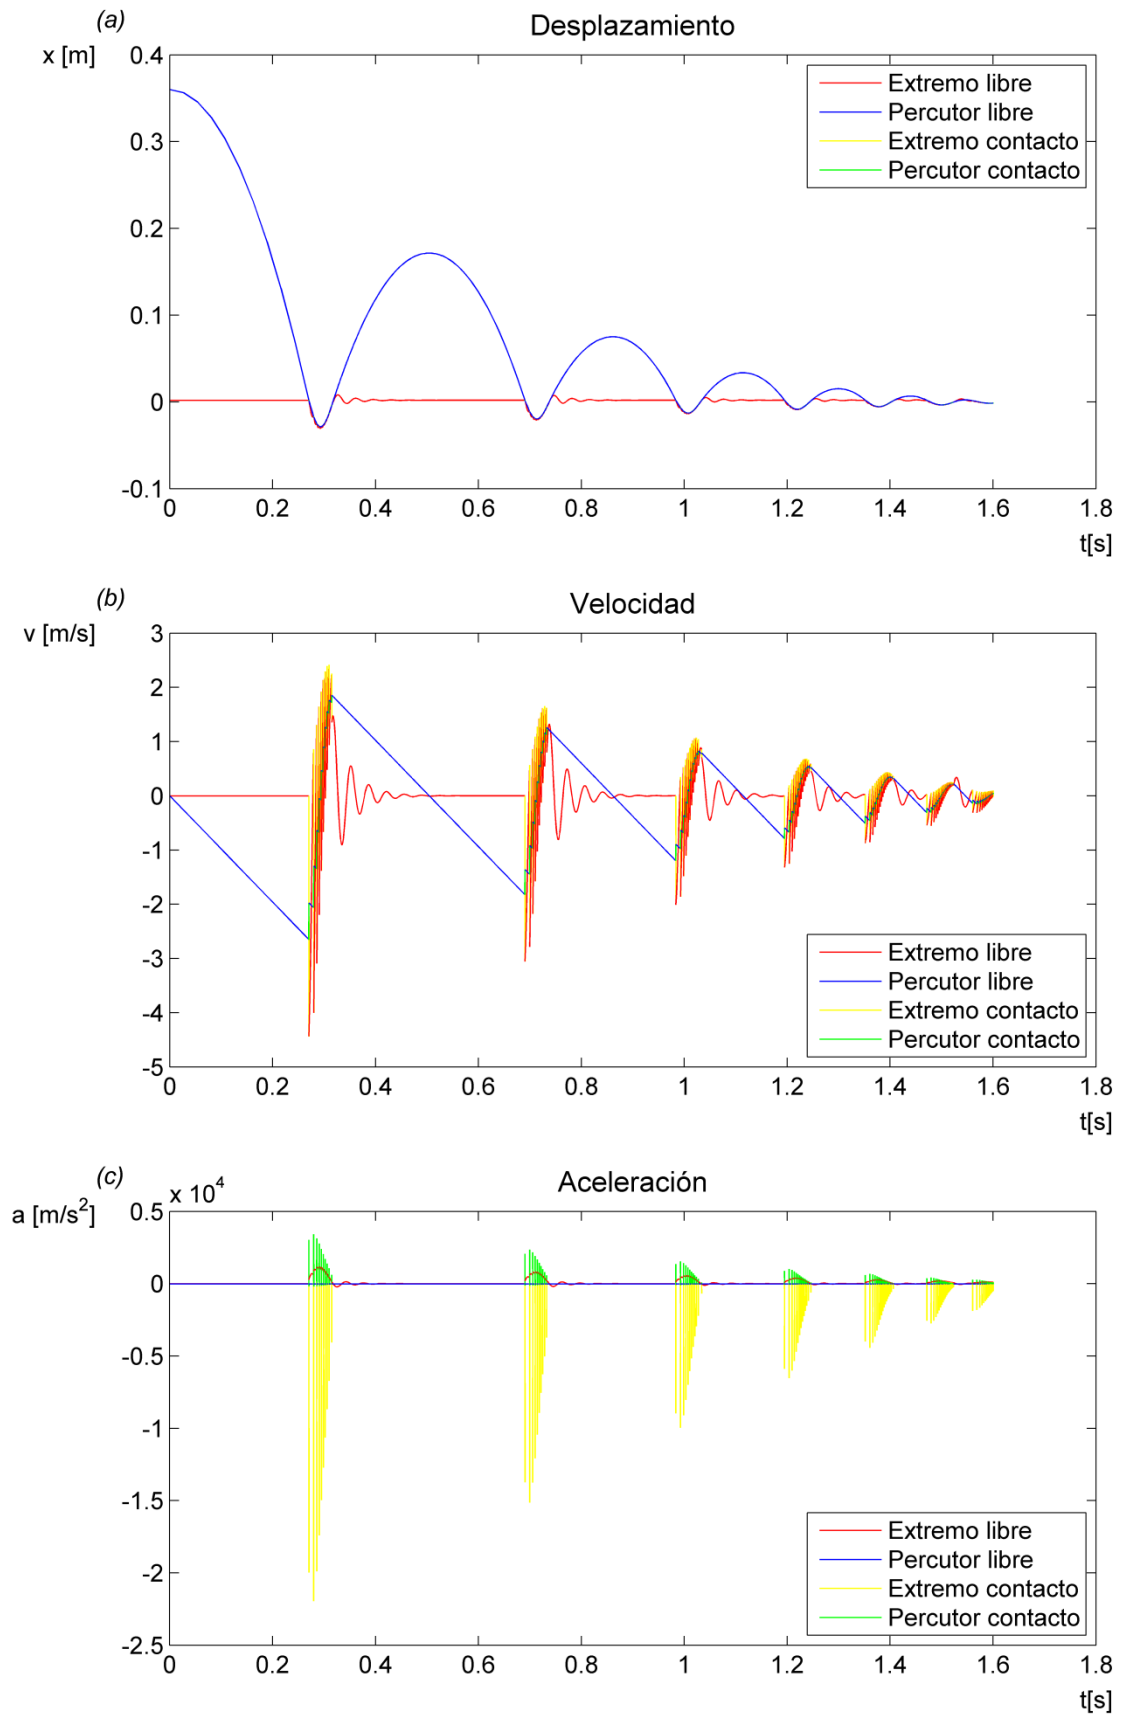 (a)
Desplazamiento
x [m]
0.4
0.3
0.2
0.1
0
-0.1
0 0.2 0.4 0.6 0.8 1 1.2 1.4 1.6 1.8
t[s]
Extremo libre
Percutor libre
Extremo contacto
Percutor contacto
(b)
Velocidad
v [m/s]
3
2
1
0
-1
-2
-3
-4
-5
0 0.2 0.4 0.6 0.8 1 1.2 1.4 1.6 1.8
t[s]
Extremo libre
Percutor libre
Extremo contacto
Percutor contacto
(c)
Aceleración
x 10^4
a [m/s^2]
0.5
0
-0.5
-1
-1.5
-2
-2.5
0 0.2 0.4 0.6 0.8 1 1.2 1.4 1.6 1.8
t[s]
Extremo libre
Percutor libre
Extremo contacto
Percutor contacto